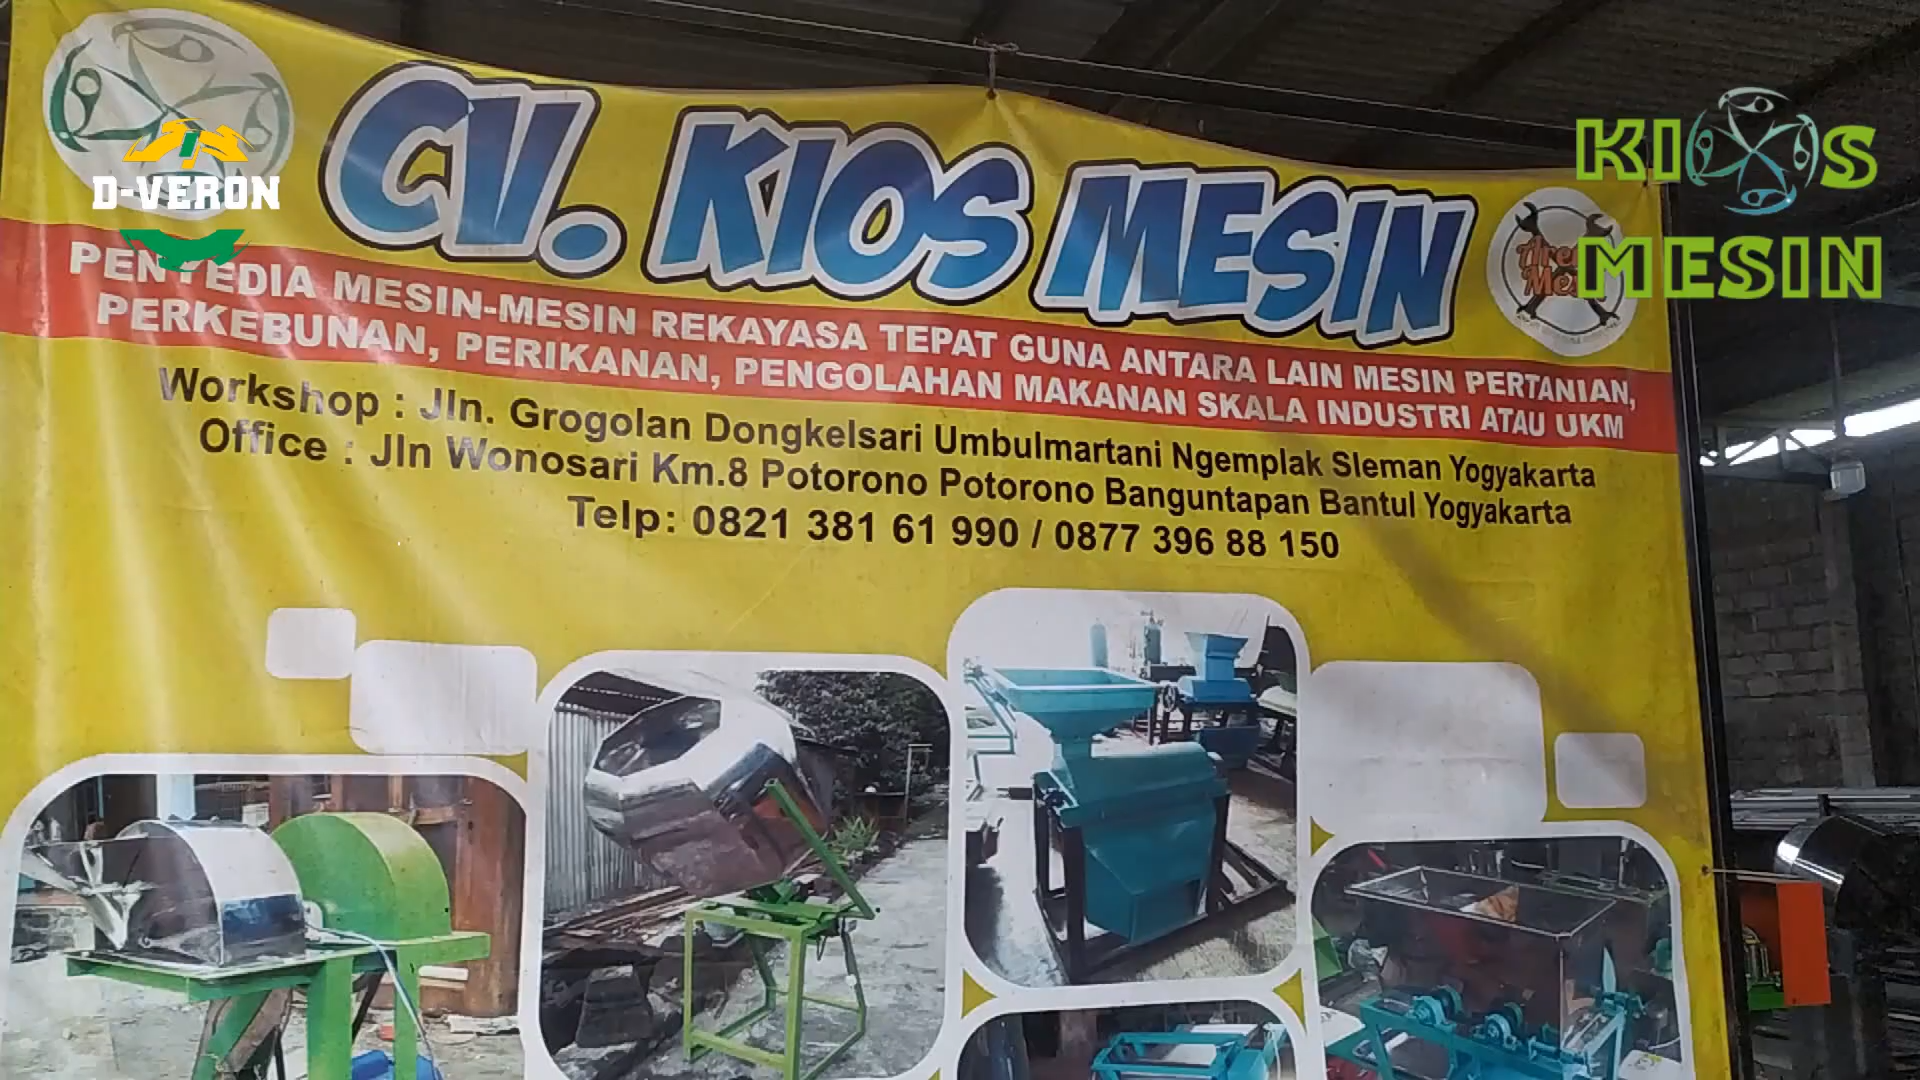 CV. KIOS MESIN
PENYEDIA MESIN-MESIN REKAYASA TEPAT GUNA ANTARA LAIN MESIN PERTANIAN,
PERKEBUNAN, PERIKANAN, PENGOLAHAN MAKANAN SKALA INDUSTRI ATAU UKM
Workshop : Jln. Grogolan Dongkelsari Umbulmartani Ngemplak Sleman Yogyakarta
Office : Jln Wonosari Km.8 Potorono Potorono Banguntapan Bantul Yogyakarta
Telp: 0821 381 61 990 / 0877 396 88 150
D-VERON
KIOS
MESIN